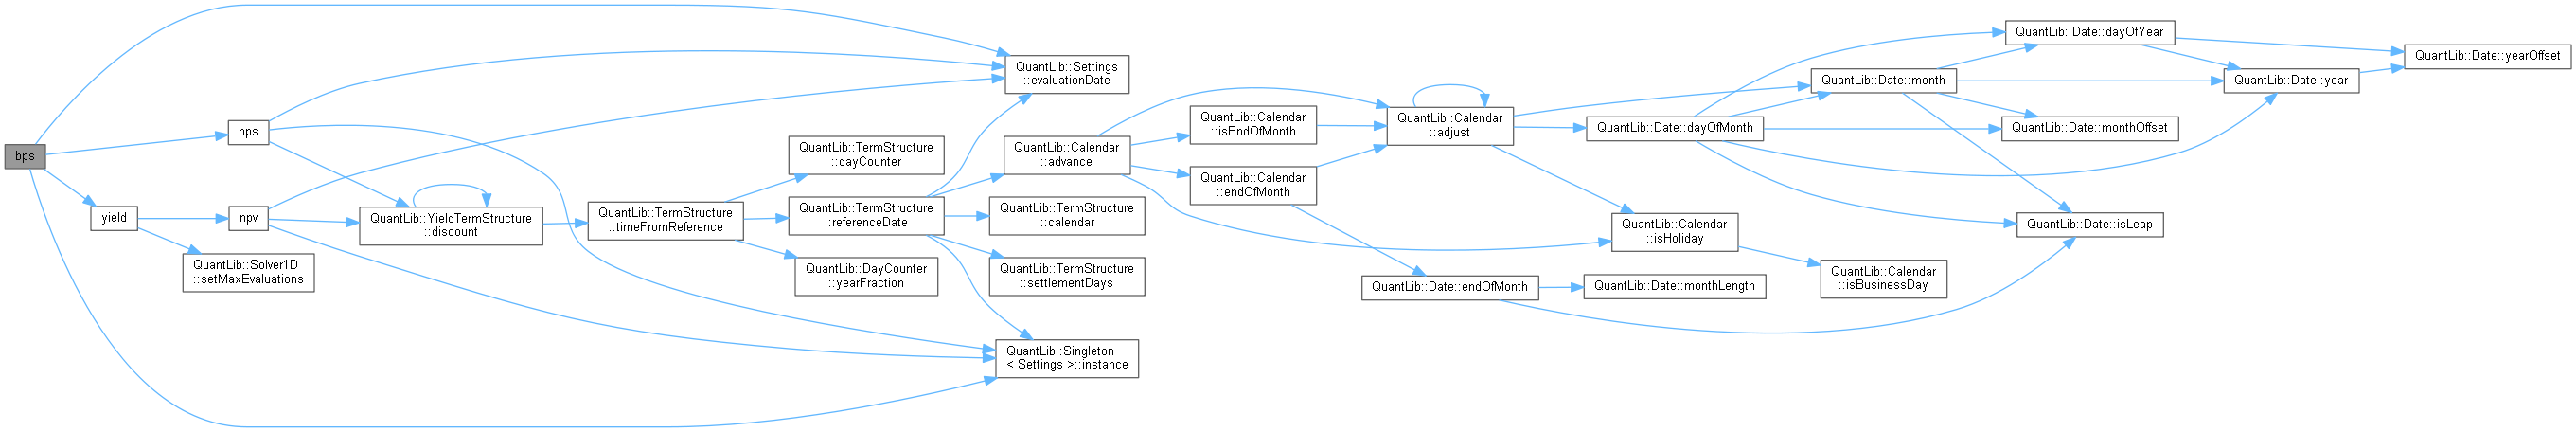 bps
bps
yield
npv
QuantLib::Solver1D
::setMaxEvaluations
QuantLib::YieldTermStructure
::discount
QuantLib::TermStructure
::timeFromReference
QuantLib::TermStructure
::dayCounter
QuantLib::TermStructure
::referenceDate
QuantLib::DayCounter
::yearFraction
QuantLib::Settings
::evaluationDate
QuantLib::Calendar
::advance
QuantLib::TermStructure
::calendar
QuantLib::TermStructure
::settlementDays
QuantLib::Singleton
< Settings >::instance
QuantLib::Calendar
::isEndOfMonth
QuantLib::Calendar
::endOfMonth
QuantLib::Calendar
::adjust
QuantLib::Date::endOfMonth
QuantLib::Date::dayOfMonth
QuantLib::Calendar
::isHoliday
QuantLib::Date::monthLength
QuantLib::Date::month
QuantLib::Calendar
::isBusinessDay
QuantLib::Date::dayOfYear
QuantLib::Date::monthOffset
QuantLib::Date::isLeap
QuantLib::Date::year
QuantLib::Date::yearOffset